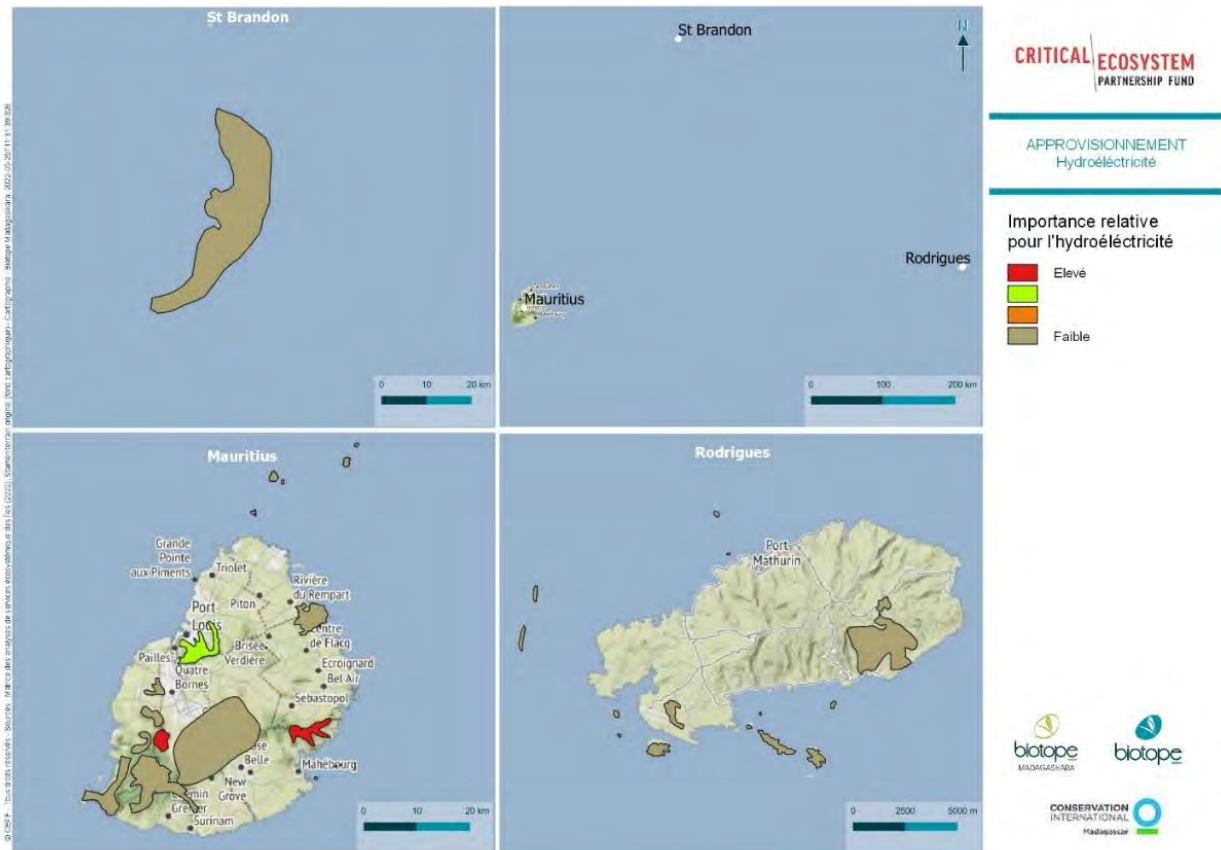 St Brandon
0 10 20 km
St Brandon
N
Rodrigues
Mauritius
0 100 200 km
Mauritius
Grande
Pointe
aux Piments
Triolet
Rivière
du Rempart
Piton
Port
Louis
Centre
de Flacq
Pailles
Brisée
Verdière
Quatre
Bornes
Ecroignard
Bel Air
Sebastopol
Belle
Mahébourg
New
Grove
Grenier
Surinam
0 10 20 km
Rodrigues
Port
Mathurin
0 2500 5000 m
CRITICAL ECOSYSTEM
PARTNERSHIP FUND
APPROVISIONNEMENT
Hydroéléctricité
Importance relative
pour l'hydroéléctricité
Elevé
Faible
biotope
MADAGASKARA
biotope
CONSERVATION
INTERNATIONAL
Madagascar